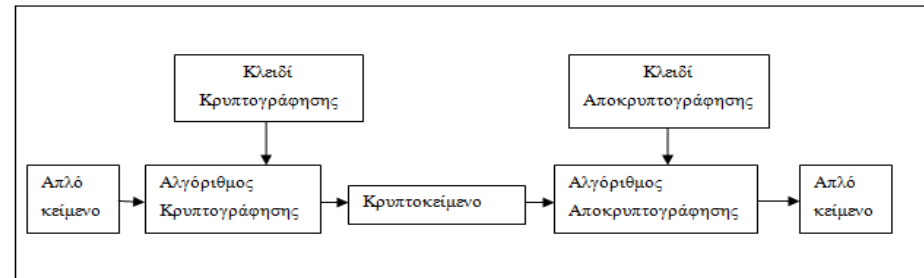 Κλειδί
Κρυπτογράφησης
Κλειδί
Αποκρυπτογράφησης
Απλό
κείμενο
Αλγόριθμος
Κρυπτογράφησης
Κρυπτοκείμενο
Αλγόριθμος
Αποκρυπτογράφησης
Απλό
κείμενο